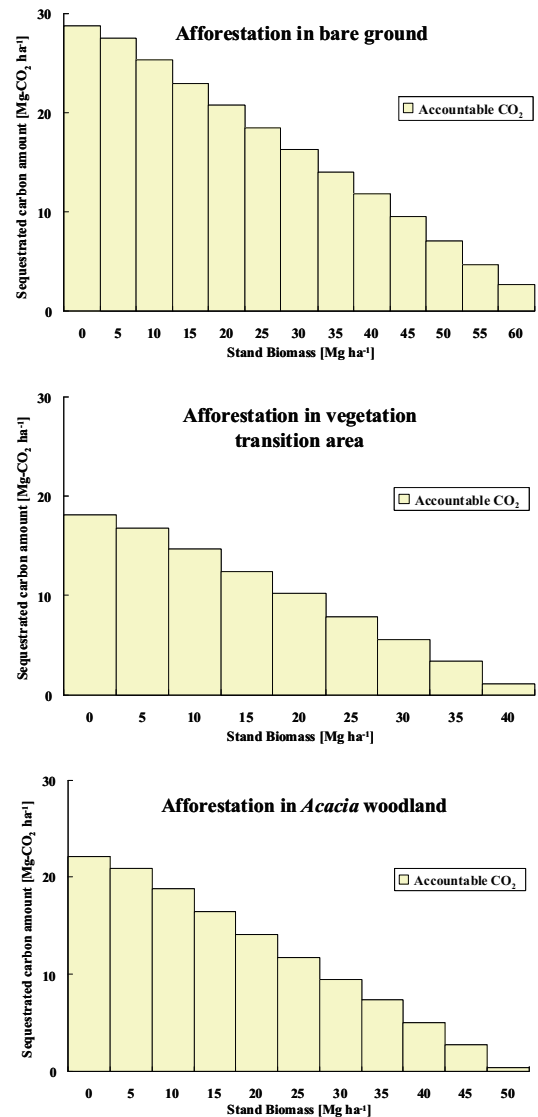 Afforestation in bare ground
Sequestrated carbon amount [Mg-CO₂ ha⁻¹]
30
20
10
0
Accountable CO₂
0 5 10 15 20 25 30 35 40 45 50 55 60
Stand Biomass [Mg ha⁻¹]
Afforestation in vegetation
transition area
Sequestrated carbon amount [Mg-CO₂ ha⁻¹]
30
20
10
0
Accountable CO₂
0 5 10 15 20 25 30 35 40
Stand Biomass [Mg ha⁻¹]
Afforestation in Acacia woodland
Sequestrated carbon amount [Mg-CO₂ ha⁻¹]
30
20
10
0
Accountable CO₂
0 5 10 15 20 25 30 35 40 45 50
Stand Biomass [Mg ha⁻¹]